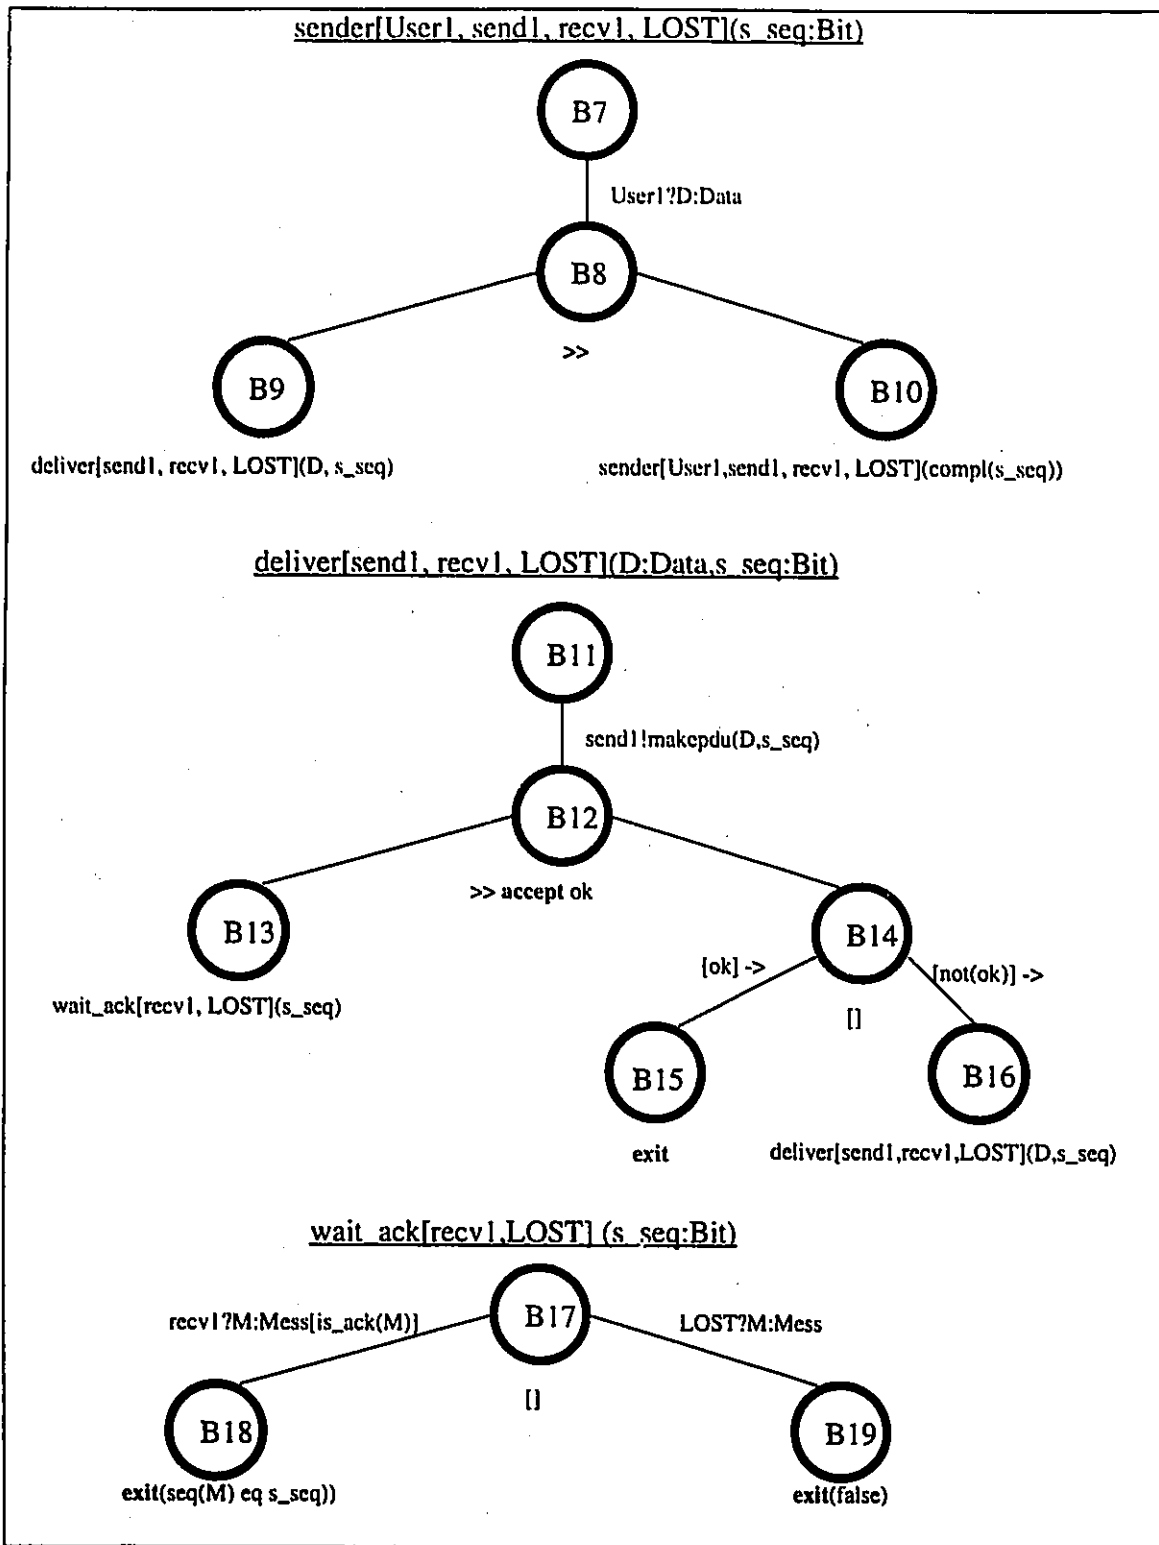 sender[User1, send1, recv1, LOST](s_seq:Bit)
B7
User1?D:Data
B8
>>
B9
B10
deliver[send1, recv1, LOST](D, s_seq)
sender[User1,send1, recv1, LOST](compl(s_seq))
deliver[send1, recv1, LOST](D:Data,s_seq:Bit)
B11
send1!makepdu(D,s_seq)
B12
>> accept ok
B13
B14
[ok] ->
[not(ok)] ->
wait_ack[recv1, LOST](s_seq)
[]
B15
B16
exit
deliver[send1,recv1,LOST](D,s_seq)
wait_ack[recv1,LOST] (s_seq:Bit)
recv1?M:Mess[is_ack(M)]
B17
LOST?M:Mess
[]
B18
B19
exit(seq(M) eq s_seq))
exit(false)